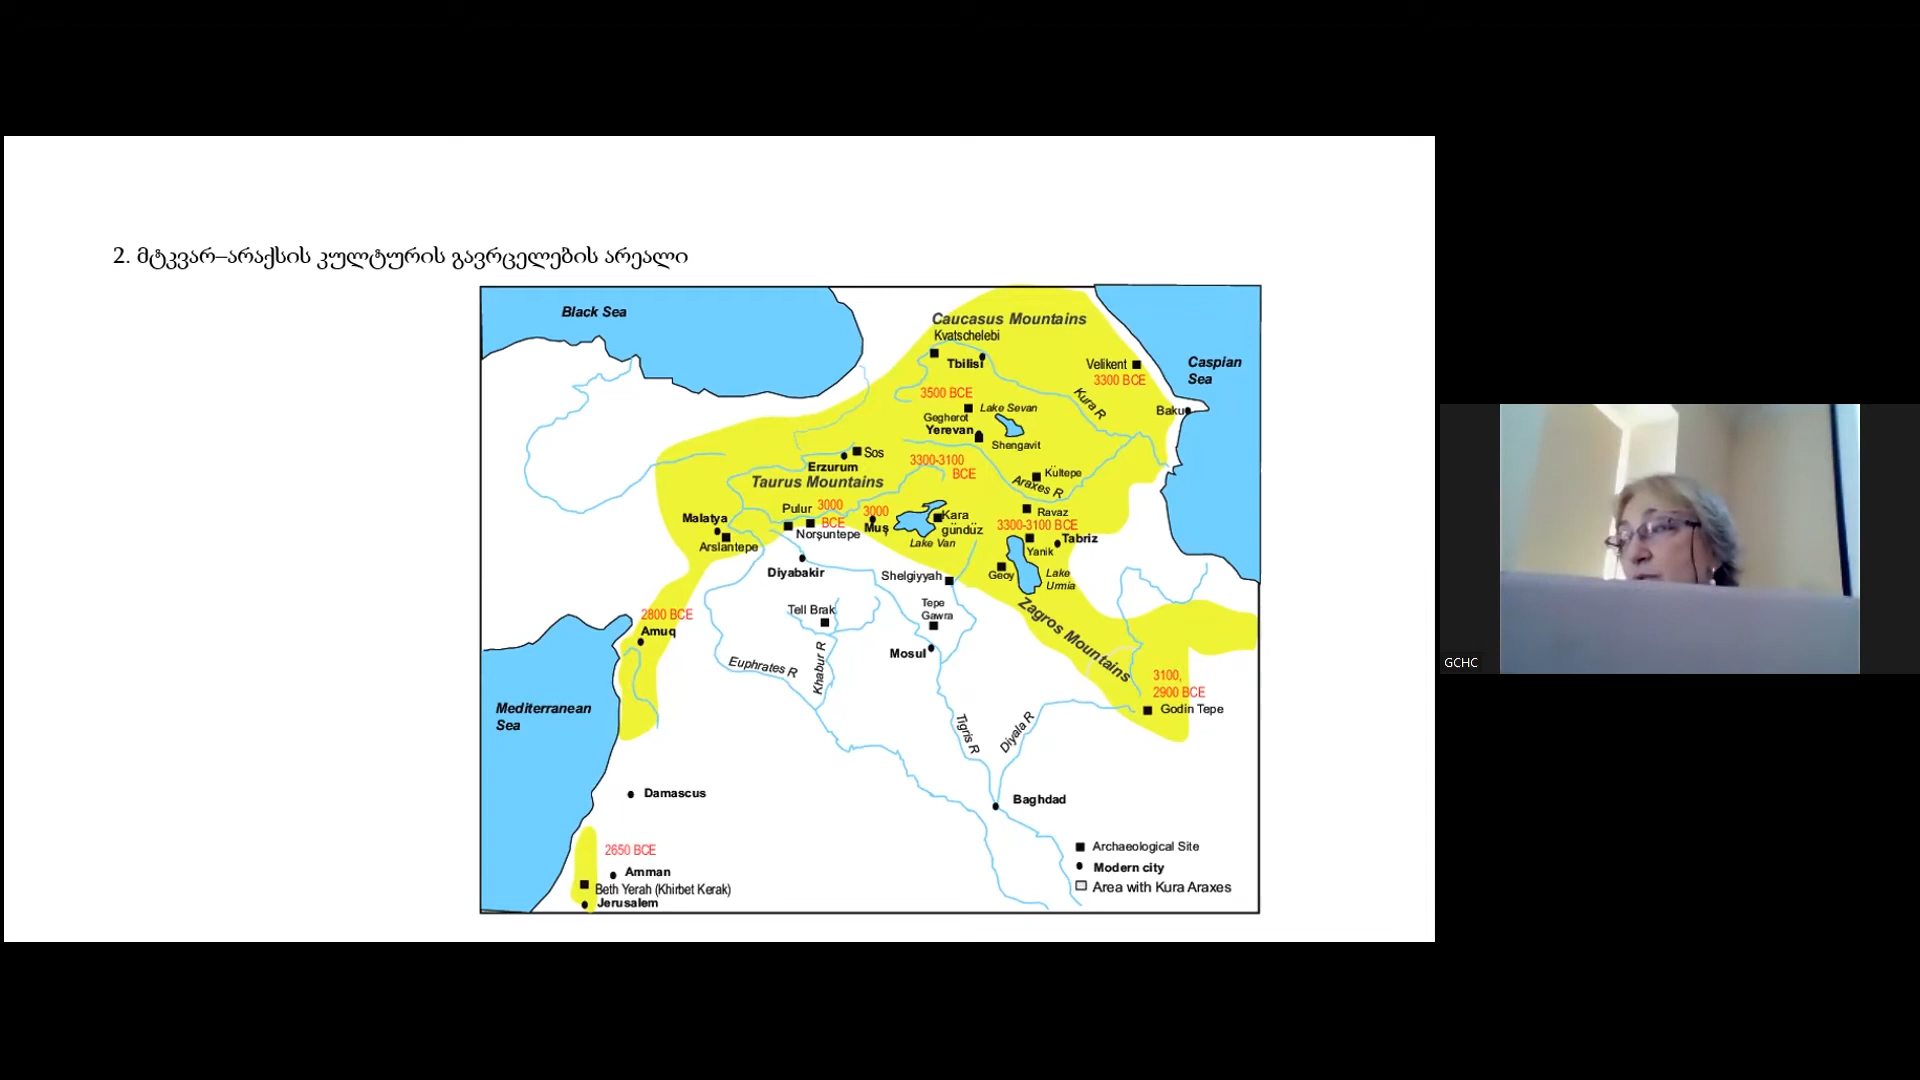 2. მტკვარ–არაქსის კულტურის გავრცელების არეალი
Black Sea
Caucasus Mountains
Kvatschelebi
Tbilisi
Velikent
3300 BCE
Caspian
Sea
3500 BCE
Kura R
Baku
Gegherot
Lake Sevan
Yerevan
Shengavit
Sos
Erzurum
3300-3100
BCE
Kültepe
Araxes R
Taurus Mountains
Pulur
3000
BCE
3000
Muş
Malatya
Arslantepe
Norşuntepe
Kara
gündüz
Lake Van
Ravaz
3300-3100 BCE
Yanik
Tabriz
Diyabakir
Shelgiyyah
Geoy
Lake
Urmia
Tell Brak
Tepe
Gawra
Zagros Mountains
2800 BCE
Amuq
Mosul
Euphrates R
Khabur R
3100,
2900 BCE
Godin Tepe
Mediterranean
Sea
Tigris R
Diyala R
Damascus
Baghdad
2650 BCE
Amman
Beth Yerah (Khirbet Kerak)
Jerusalem
Archaeological Site
Modern city
Area with Kura Araxes
GCHC